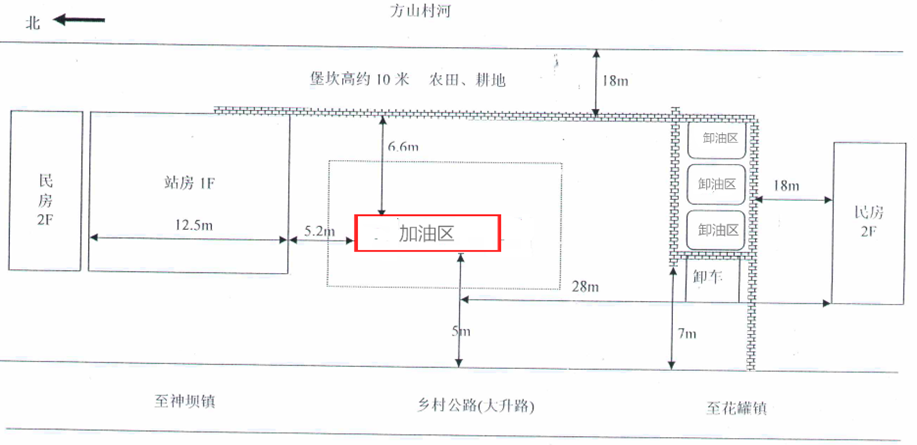 方山村河
北
堡坎高约 10 米 农田、耕地
18m
6.6m
卸油区
民房
2F
站房 1F
卸油区
18m
民房
2F
12.5m
5.2m
加油区
卸油区
卸车
28m
5m
7m
至神坝镇
乡村公路(大升路)
至花罐镇